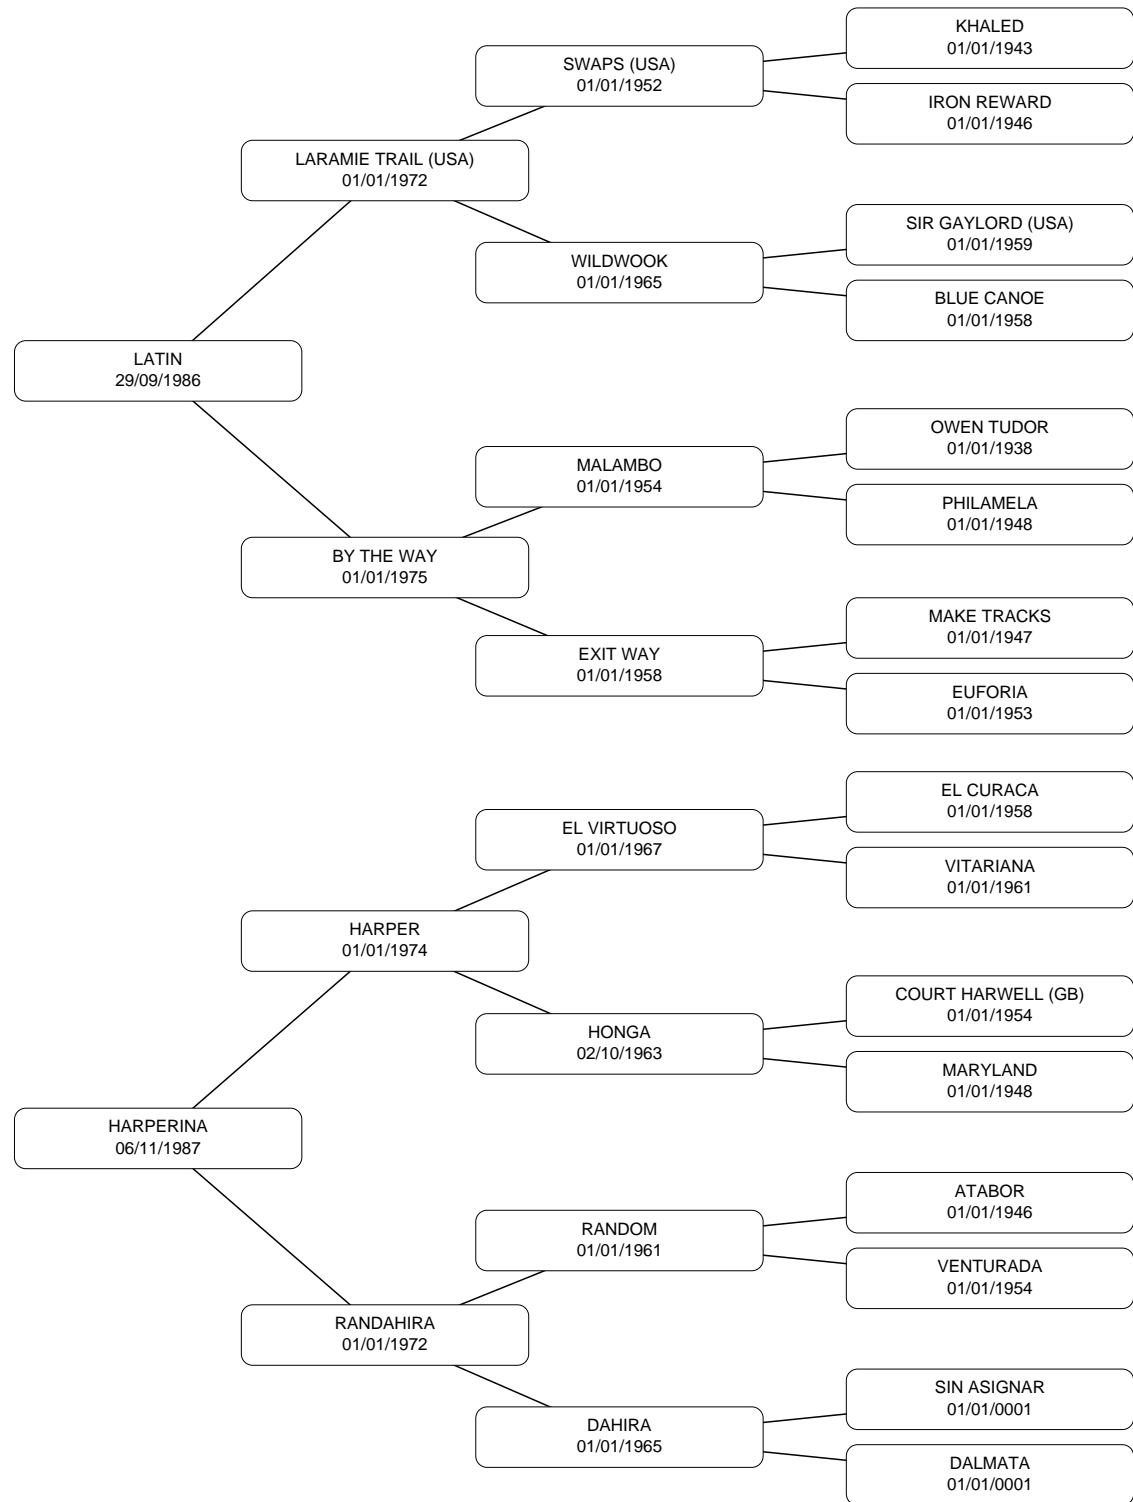 KHALED
01/01/1943
SWAPS (USA)
01/01/1952
IRON REWARD
01/01/1946
LARAMIE TRAIL (USA)
01/01/1972
SIR GAYLORD (USA)
01/01/1959
WILDWOOK
01/01/1965
BLUE CANOE
01/01/1958
LATIN
29/09/1986
OWEN TUDOR
01/01/1938
MALAMBO
01/01/1954
PHILAMELA
01/01/1948
BY THE WAY
01/01/1975
MAKE TRACKS
01/01/1947
EXIT WAY
01/01/1958
EUFORIA
01/01/1953
EL CURACA
01/01/1958
EL VIRTUOSO
01/01/1967
VITARIANA
01/01/1961
HARPER
01/01/1974
COURT HARWELL (GB)
01/01/1954
HONGA
02/10/1963
MARYLAND
01/01/1948
HARPERINA
06/11/1987
ATABOR
01/01/1946
RANDOM
01/01/1961
VENTURADA
01/01/1954
RANDAHIRA
01/01/1972
SIN ASIGNAR
01/01/0001
DAHIRA
01/01/1965
DALMATA
01/01/0001